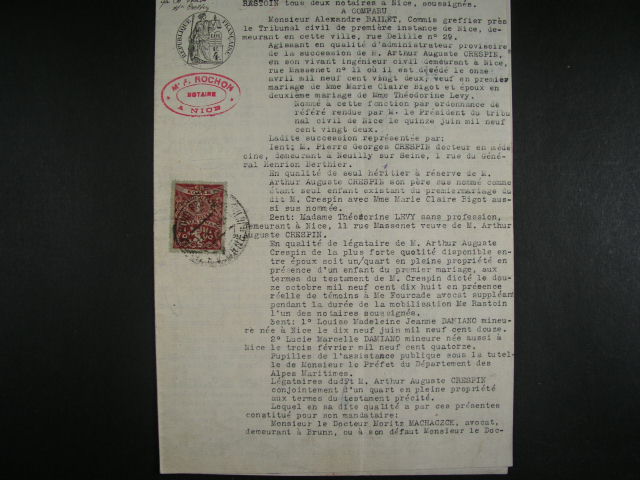 RASTOIN tous deux notaires à Nice, soussignés.
A COMPARU
Monsieur Alexandre BAILET, Commis greffier près
le Tribunal civil de première instance de Nice, de-
meurant en cette ville, rue Delille n° 29.
Agissant en qualité d'administrateur provisoire
de la succession de M. Arthur Auguste CRESPIN,
en son vivant ingénieur civil demeurant à Nice,
rue Massenet n° 11 où il est décédé le onze
avril mil neuf cent vingt deux, veuf en premier
mariage de Mme Marie Claire Bigot et époux en
deuxième mariage de Mme Théodorine Levy.
Nommé à cette fonction par ordonnance de
référé rendue par M. le Président du tribu
nal civil de Nice le quinze juin mil neuf
cent vingt deux.
Ladite succession représentée par:
Ient: M. Pierre Georges CRESPIN docteur en méde
cine, demeurant à Neuilly sur Seine, 1 rue du Géné-
ral Henrion Berthier.
En qualité de seul héritier à réserve de M.
Arthur Auguste CRESPIN son père sus nommé comme
étant seul enfant existant du premiermariage du
dit M. Crespin avec Mme Marie Claire Bigot aus-
si sus nommée.
2ent: Madame Théodorine LEVY sans profession,
demeurant à Nice, 11 rue Massenet veuve de M. Arthur
Auguste CRESPIN.
En qualité de légataire de M. Arthur Auguste
Crespin de la plus forte quotité disponible en-
tre époux soit un quart en pleine propriété en
présence d'un enfant du premier mariage, aux
termes du testament de M. Crespin dicté le dou-
ze octobre mil neuf cent dix huit en présence
réelle de témoins à Me Fourcade avocat suppléant
pendant la durée de la mobilisation Me Rastoin
l'un des notaires soussignés.
3ent: 1° Louise Madeleine Jeanne DAMIANO mineu-
re née à Nice le dix neuf juin mil neuf cent douze.
2° Lucie Marcelle DAMIANO mineure née aussi à
Nice le trois février mil neuf cent quatorze.
Pupilles de l'assistance publique sous la tutel-
le de Monsieur le Préfet du Département des
Alpes Maritimes.
Légataires dudit M. Arthur Auguste CRESPIN
conjointement d'un quart en pleine propriété
aux termes du testament précité.
Lequel en sa dite qualité a par ces présentes
constitué pour son mandataire:
Monsieur le Docteur Moritz MACHACZEK, avocat,
demeurant à Brunn, ou à son défaut Monsieur le Doc-
RÉPUBLIQUE FRANÇAISE
Me F. ROCHON
NOTAIRE
A NICE